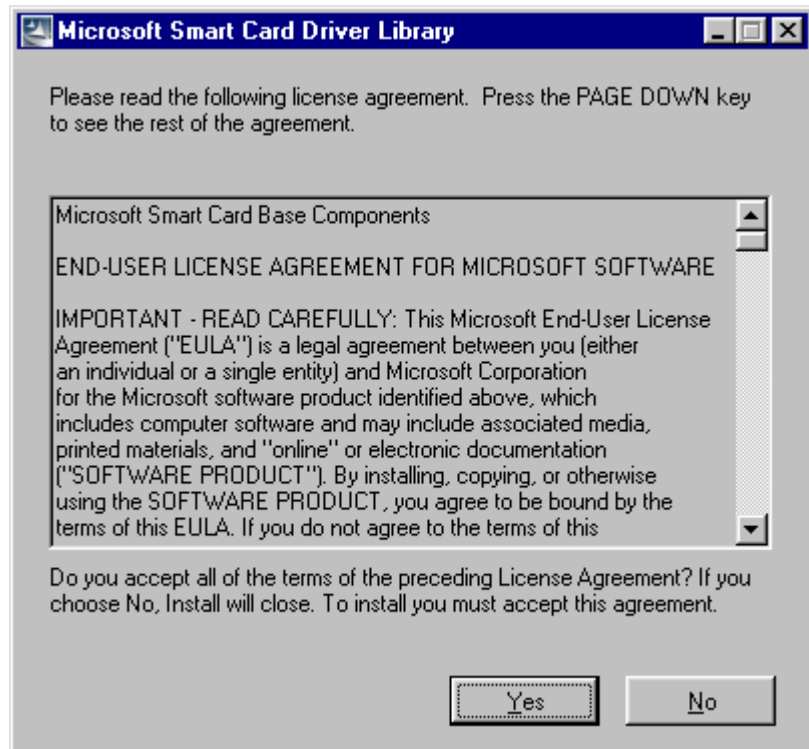 Microsoft Smart Card Driver Library
Please read the following license agreement. Press the PAGE DOWN key
to see the rest of the agreement.
Microsoft Smart Card Base Components
END-USER LICENSE AGREEMENT FOR MICROSOFT SOFTWARE
IMPORTANT - READ CAREFULLY: This Microsoft End-User License
Agreement ("EULA") is a legal agreement between you (either
an individual or a single entity) and Microsoft Corporation
for the Microsoft software product identified above, which
includes computer software and may include associated media,
printed materials, and "online" or electronic documentation
("SOFTWARE PRODUCT"). By installing, copying, or otherwise
using the SOFTWARE PRODUCT, you agree to be bound by the
terms of this EULA. If you do not agree to the terms of this
Do you accept all of the terms of the preceding License Agreement? If you
choose No, Install will close. To install you must accept this agreement.
Yes
No